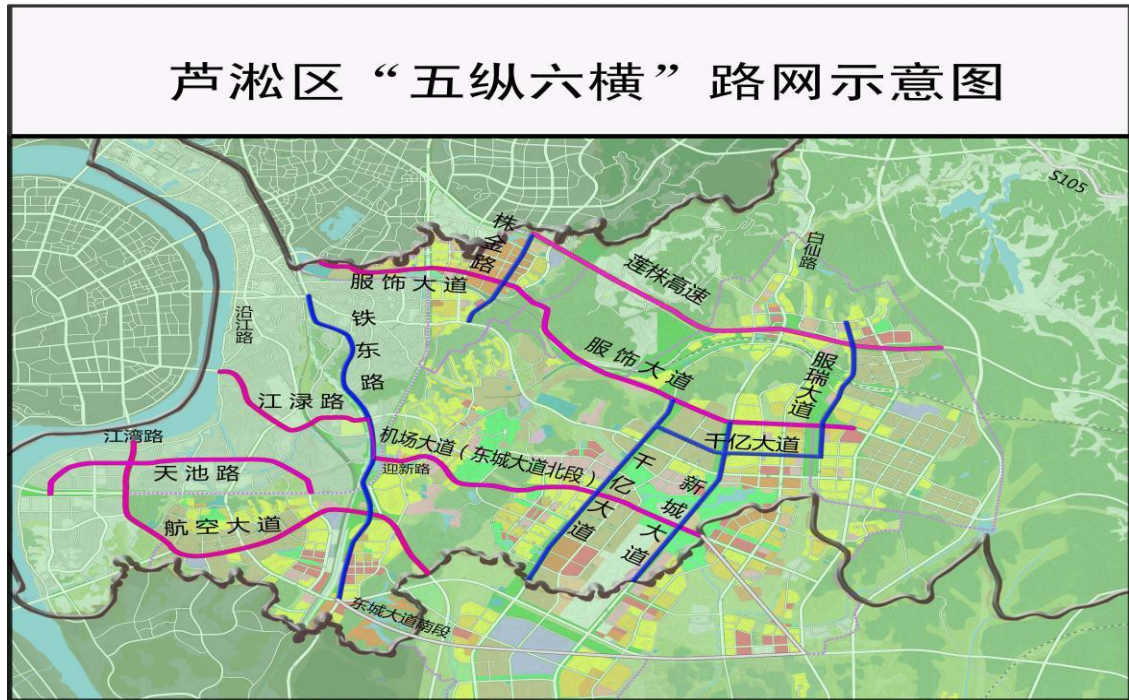 芦淞区“五纵六横”路网示意图
S105
株金路
白仙路
莲株高速
服饰大道
沿江路
铁东路
服饰大道
服瑞大道
江渌路
江湾路
机场大道（东城大道北段）
千亿大道
迎新路
天池路
千亿大道
新城大道
航空大道
东城大道南段